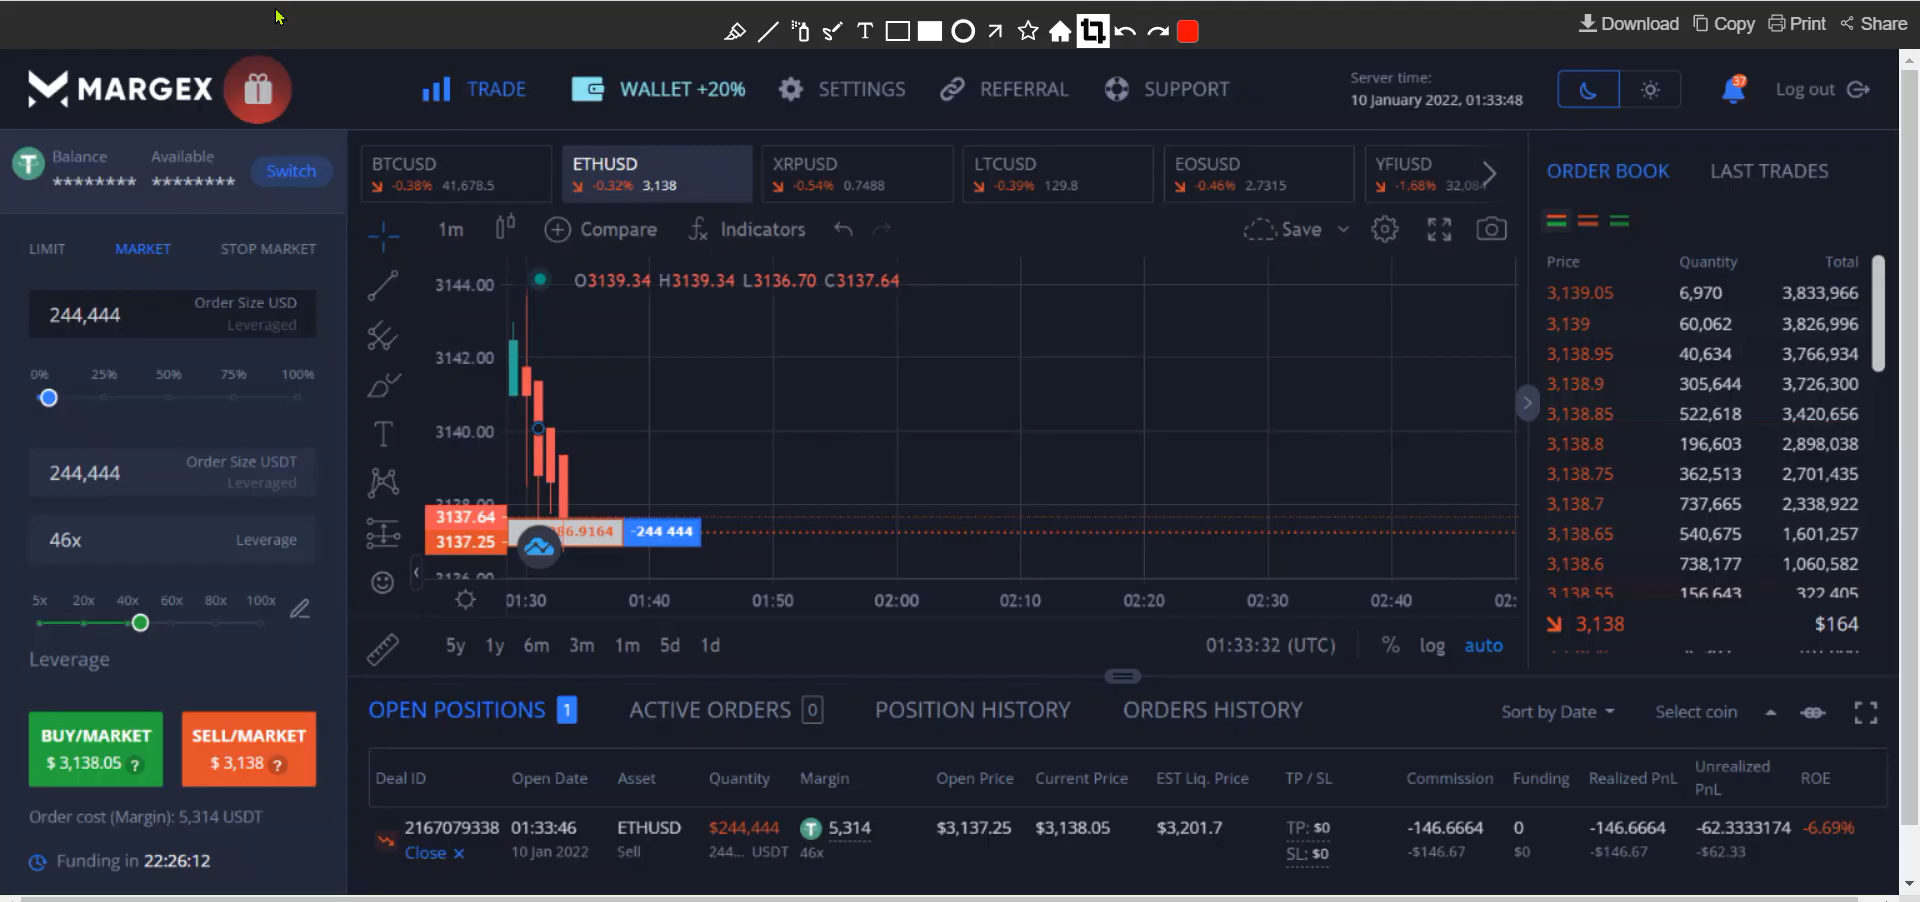 Download Copy Print Share
MARGEX
TRADE WALLET +20% SETTINGS REFERRAL SUPPORT
Server time:
10 January 2022, 01:33:48
37
Log out
Balance Available
******** ********
Switch
LIMIT MARKET STOP MARKET
244,444 Order Size USD
Leveraged
0% 25% 50% 75% 100%
244,444 Order Size USDT
Leveraged
46x Leverage
5x 20x 40x 60x 80x 100x
Leverage
BUY/MARKET
$ 3,138.05 ?
SELL/MARKET
$ 3,138 ?
Order cost (Margin): 5,314 USDT
Funding in 22:26:12
BTCUSD
-0.38% 41,678.5
ETHUSD
-0.32% 3,138
XRPUSD
-0.54% 0.7488
LTCUSD
-0.39% 129.8
EOSUSD
-0.46% 2.7315
YFIUSD
-1.68%
1m Compare Indicators Save
O3139.34 H3139.34 L3136.70 C3137.64
3144.00
3142.00
3140.00
3138.00
3137.64
3137.25
3136.00
86.9164 -244 444
01:30 01:40 01:50 02:00 02:10 02:20 02:30 02:40 02:
5y 1y 6m 3m 1m 5d 1d
01:33:32 (UTC) % log auto
ORDER BOOK LAST TRADES
Price Quantity Total
3,139.05 6,970 3,833,966
3,139 60,062 3,826,996
3,138.95 40,634 3,766,934
3,138.9 305,644 3,726,300
3,138.85 522,618 3,420,656
3,138.8 196,603 2,898,038
3,138.75 362,513 2,701,435
3,138.7 737,665 2,338,922
3,138.65 540,675 1,601,257
3,138.6 738,177 1,060,582
3,138.55 156,643 322,405
3,138 $164
OPEN POSITIONS 1 ACTIVE ORDERS 0 POSITION HISTORY ORDERS HISTORY
Sort by Date Select coin
Deal ID Open Date Asset Quantity Margin Open Price Current Price EST Liq. Price TP / SL Commission Funding Realized PnL Unrealized PnL ROE
2167079338 01:33:46 ETHUSD $244,444 5,314 $3,137.25 $3,138.05 $3,201.7 TP: $0 -146.6664 0 -146.6664 -62.3333174 -6.69%
Close × 10 Jan 2022 Sell 244... USDT 46x SL: $0 -$146.67 $0 -$146.67 -$62.33